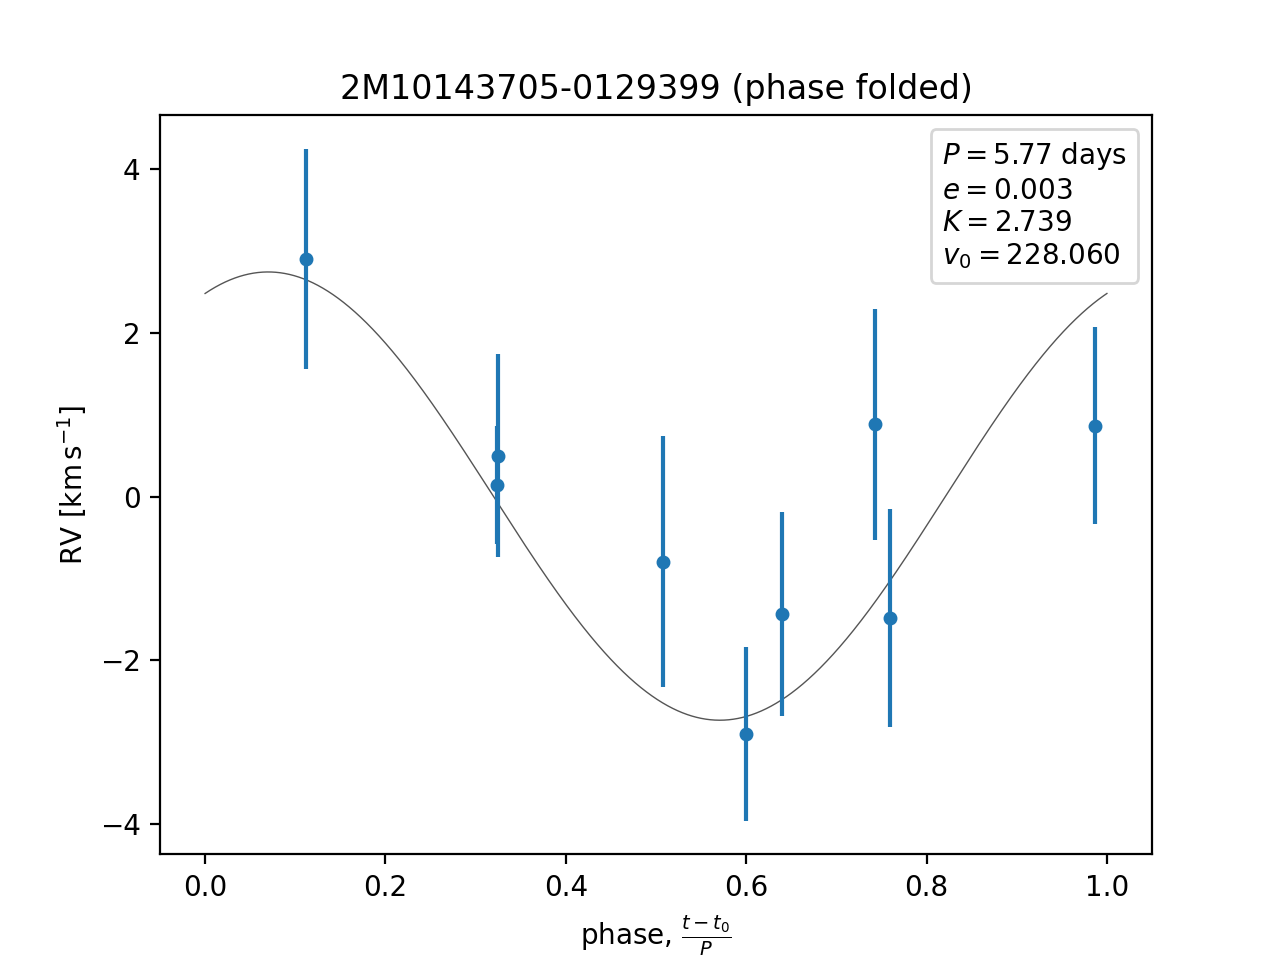 2M10143705-0129399 (phase folded)
P = 5.77 days
e = 0.003
K = 2.739
v₀ = 228.060
4
2
0
−2
−4
RV [km s⁻¹]
0.0 0.2 0.4 0.6 0.8 1.0
phase, (t − t₀)/P